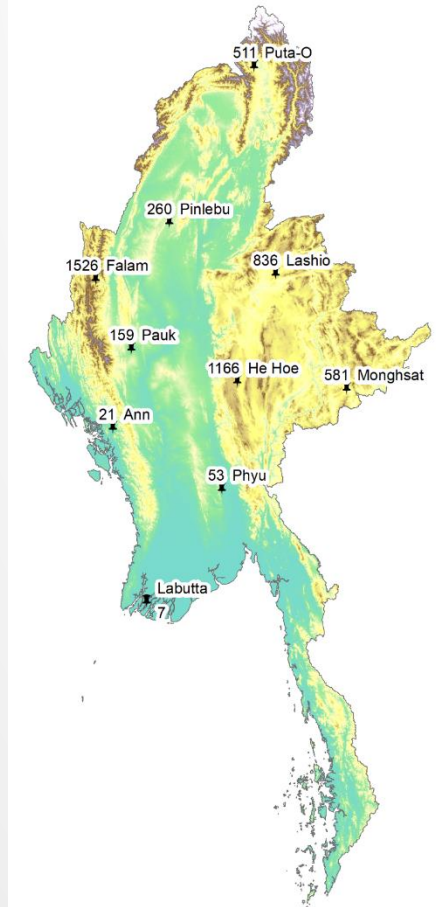 511 Puta-O
260 Pinlebu
1526 Falam
836 Lashio
159 Pauk
1166 He Hoe
581 Monghsat
21 Ann
53 Phyu
Labutta
7